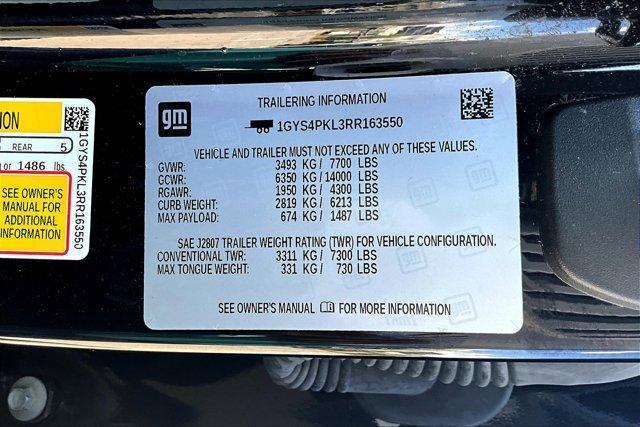 ION
REAR 5
or 1486 lbs.
SEE OWNER'S
MANUAL FOR
ADDITIONAL
INFORMATION
1GYS4PKL3RR163550
gm
TRAILERING INFORMATION
1GYS4PKL3RR163550
VEHICLE AND TRAILER MUST NOT EXCEED ANY OF THESE VALUES.
GVWR: 3493 KG / 7700 LBS
GCWR: 6350 KG / 14000 LBS
RGAWR: 1950 KG / 4300 LBS
CURB WEIGHT: 2819 KG / 6213 LBS
MAX PAYLOAD: 674 KG / 1487 LBS
SAE J2807 TRAILER WEIGHT RATING (TWR) FOR VEHICLE CONFIGURATION.
CONVENTIONAL TWR: 3311 KG / 7300 LBS
MAX TONGUE WEIGHT: 331 KG / 730 LBS
SEE OWNER'S MANUAL FOR MORE INFORMATION